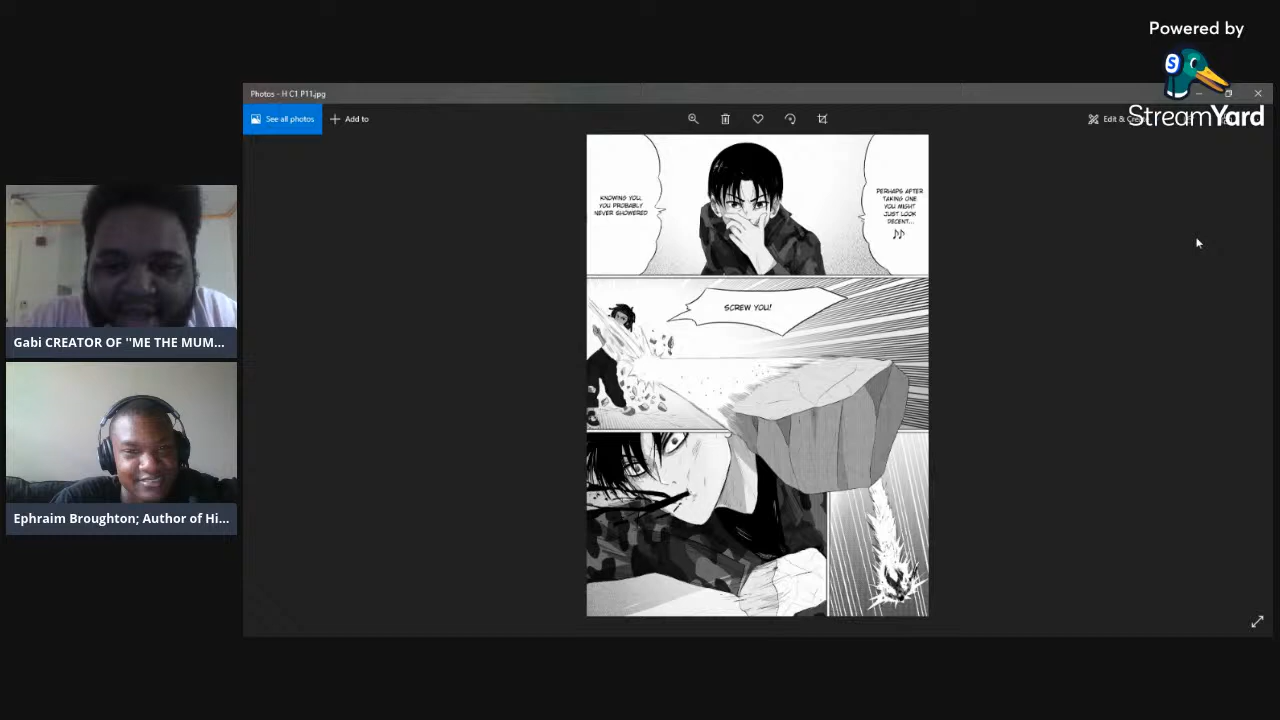 Powered by
StreamYard
Photos - H C1 P11.jpg
See all photos
Add to
KNOWING YOU,
YOU PROBABLY
NEVER SHOWERED
PERHAPS AFTER
TAKING ONE
YOU MIGHT
JUST LOOK
DECENT...
SCREW YOU!
Gabi CREATOR OF "ME THE MUM...
Ephraim Broughton; Author of Hi...